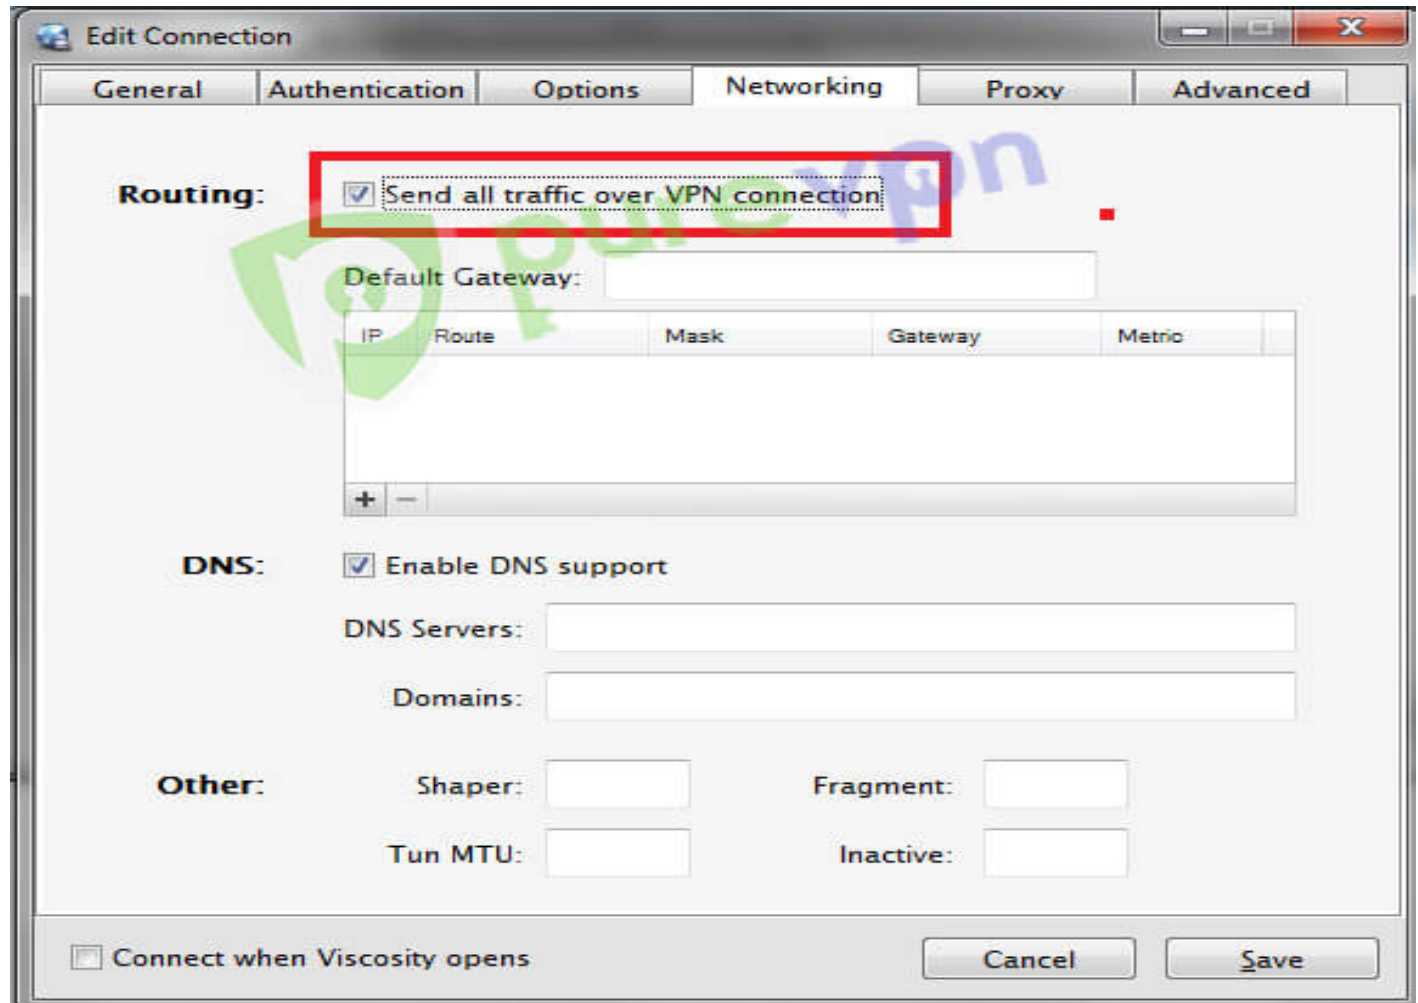 Edit Connection
General Authentication Options Networking Proxy Advanced
Routing: Send all traffic over VPN connection
purevpn
Default Gateway:
IP Route Mask Gateway Metric
+ −
DNS: Enable DNS support
DNS Servers:
Domains:
Other: Shaper: Fragment:
Tun MTU: Inactive:
Connect when Viscosity opens Cancel Save